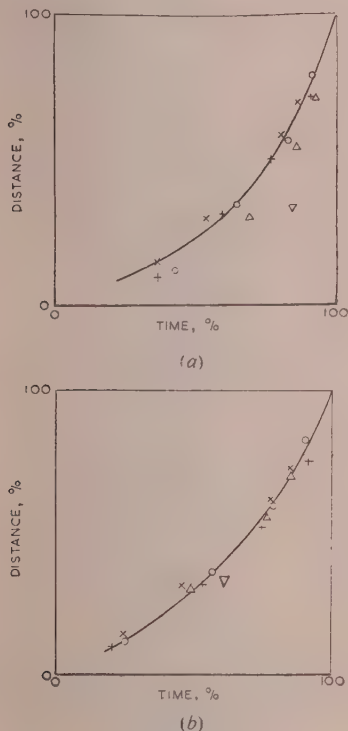 100
DISTANCE, %
0
0
100
TIME, %
(a)
100
DISTANCE, %
0
0
100
TIME, %
(b)